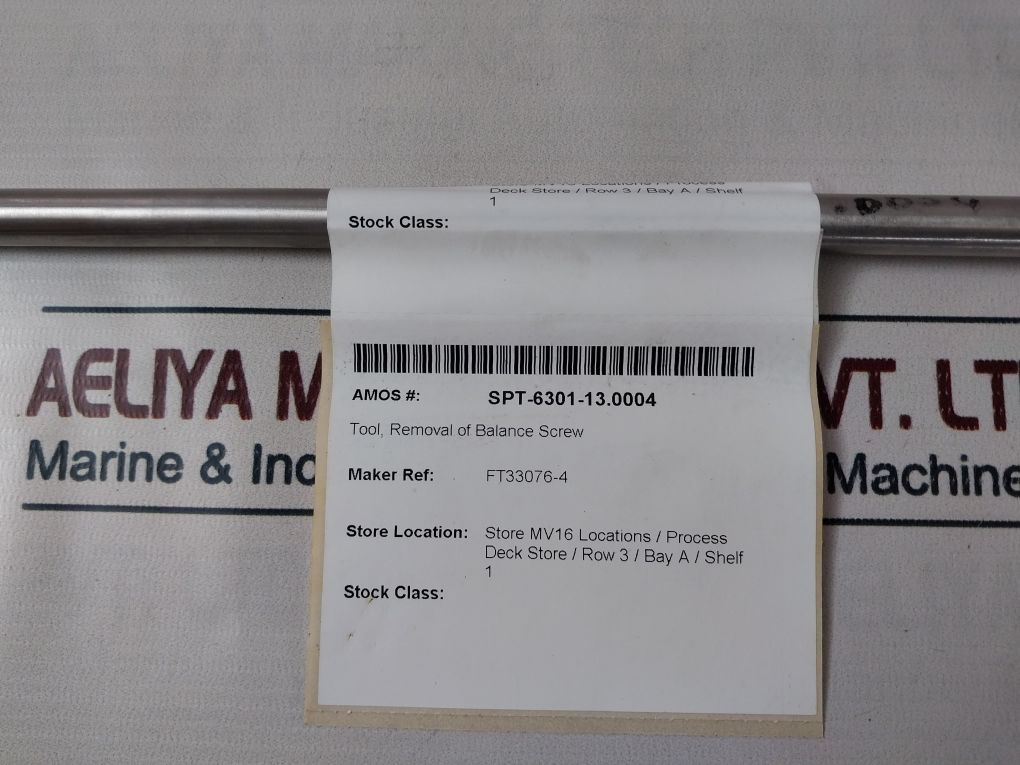 Deck Store / Row 3 / Bay A / Shelf
1
Stock Class:
AMOS #: SPT-6301-13.0004
Tool, Removal of Balance Screw
Maker Ref: FT33076-4
Store Location: Store MV16 Locations / Process
Deck Store / Row 3 / Bay A / Shelf
1
Stock Class:
AELIYA M VT. LT
Marine & Ind Machine